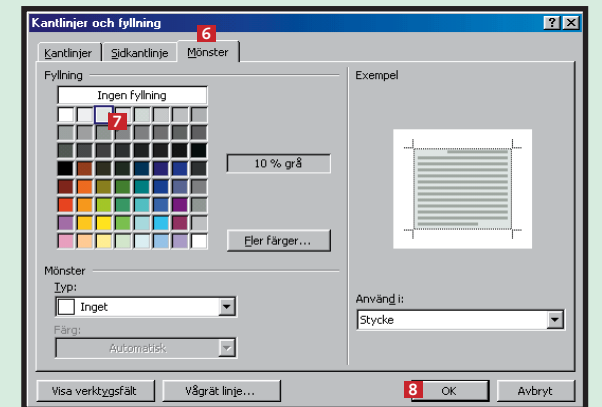 Kantlinjer och fyllning
6
Kantlinjer Sidkantlinje Mönster
Fyllning
Ingen fyllning
7
10 % grå
Fler färger...
Mönster
Typ:
Inget
Färg:
Automatisk
Exempel
Använd i:
Stycke
Visa verktygsfält Vågrät linje... 8 OK Avbryt